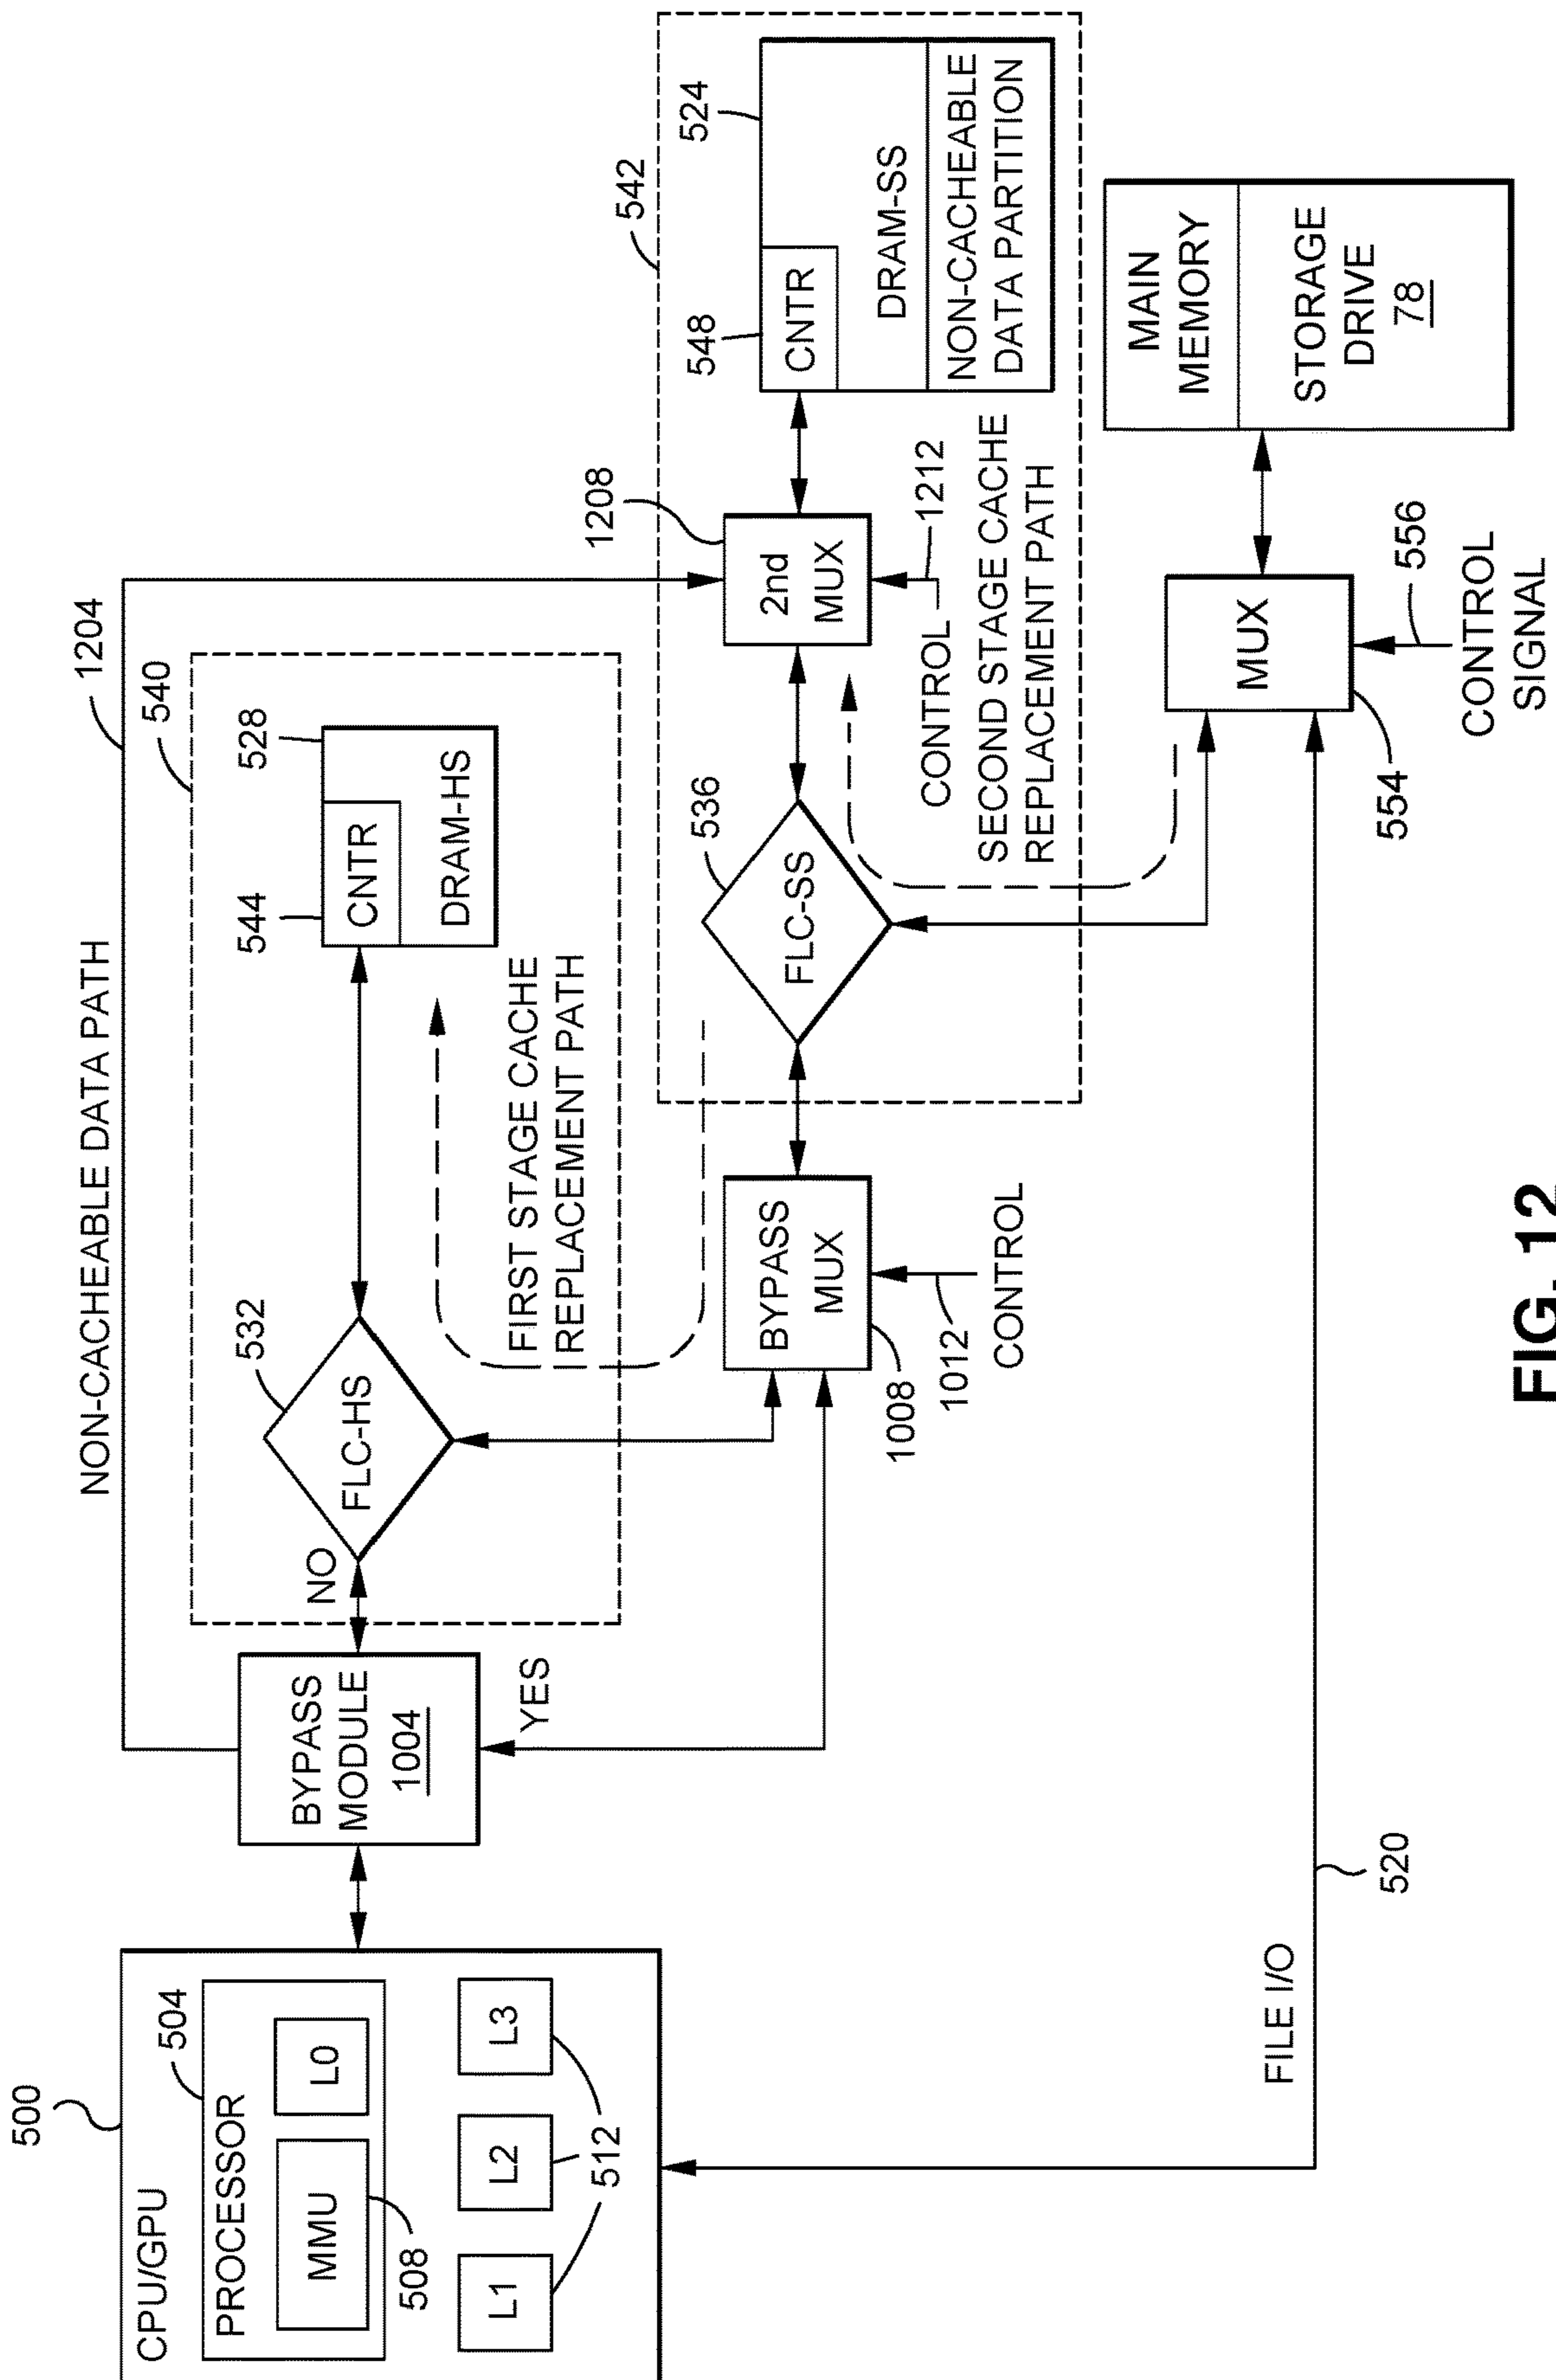 500
CPU/GPU
504
PROCESSOR
MMU
L0
508
L1
L2
L3
512
BYPASS
MODULE
1004
NO
YES
NON-CACHEABLE DATA PATH
1204
540
532
FLC-HS
544
528
CNTR
DRAM-HS
FIRST STAGE CACHE
REPLACEMENT PATH
BYPASS
MUX
1008
1012
CONTROL
542
536
FLC-SS
1208
2nd
MUX
CONTROL
1212
548
524
CNTR
DRAM-SS
NON-CACHEABLE
DATA PARTITION
SECOND STAGE CACHE
REPLACEMENT PATH
FILE I/O
520
MUX
554
556
CONTROL
SIGNAL
MAIN
MEMORY
STORAGE
DRIVE
78
FIG. 12